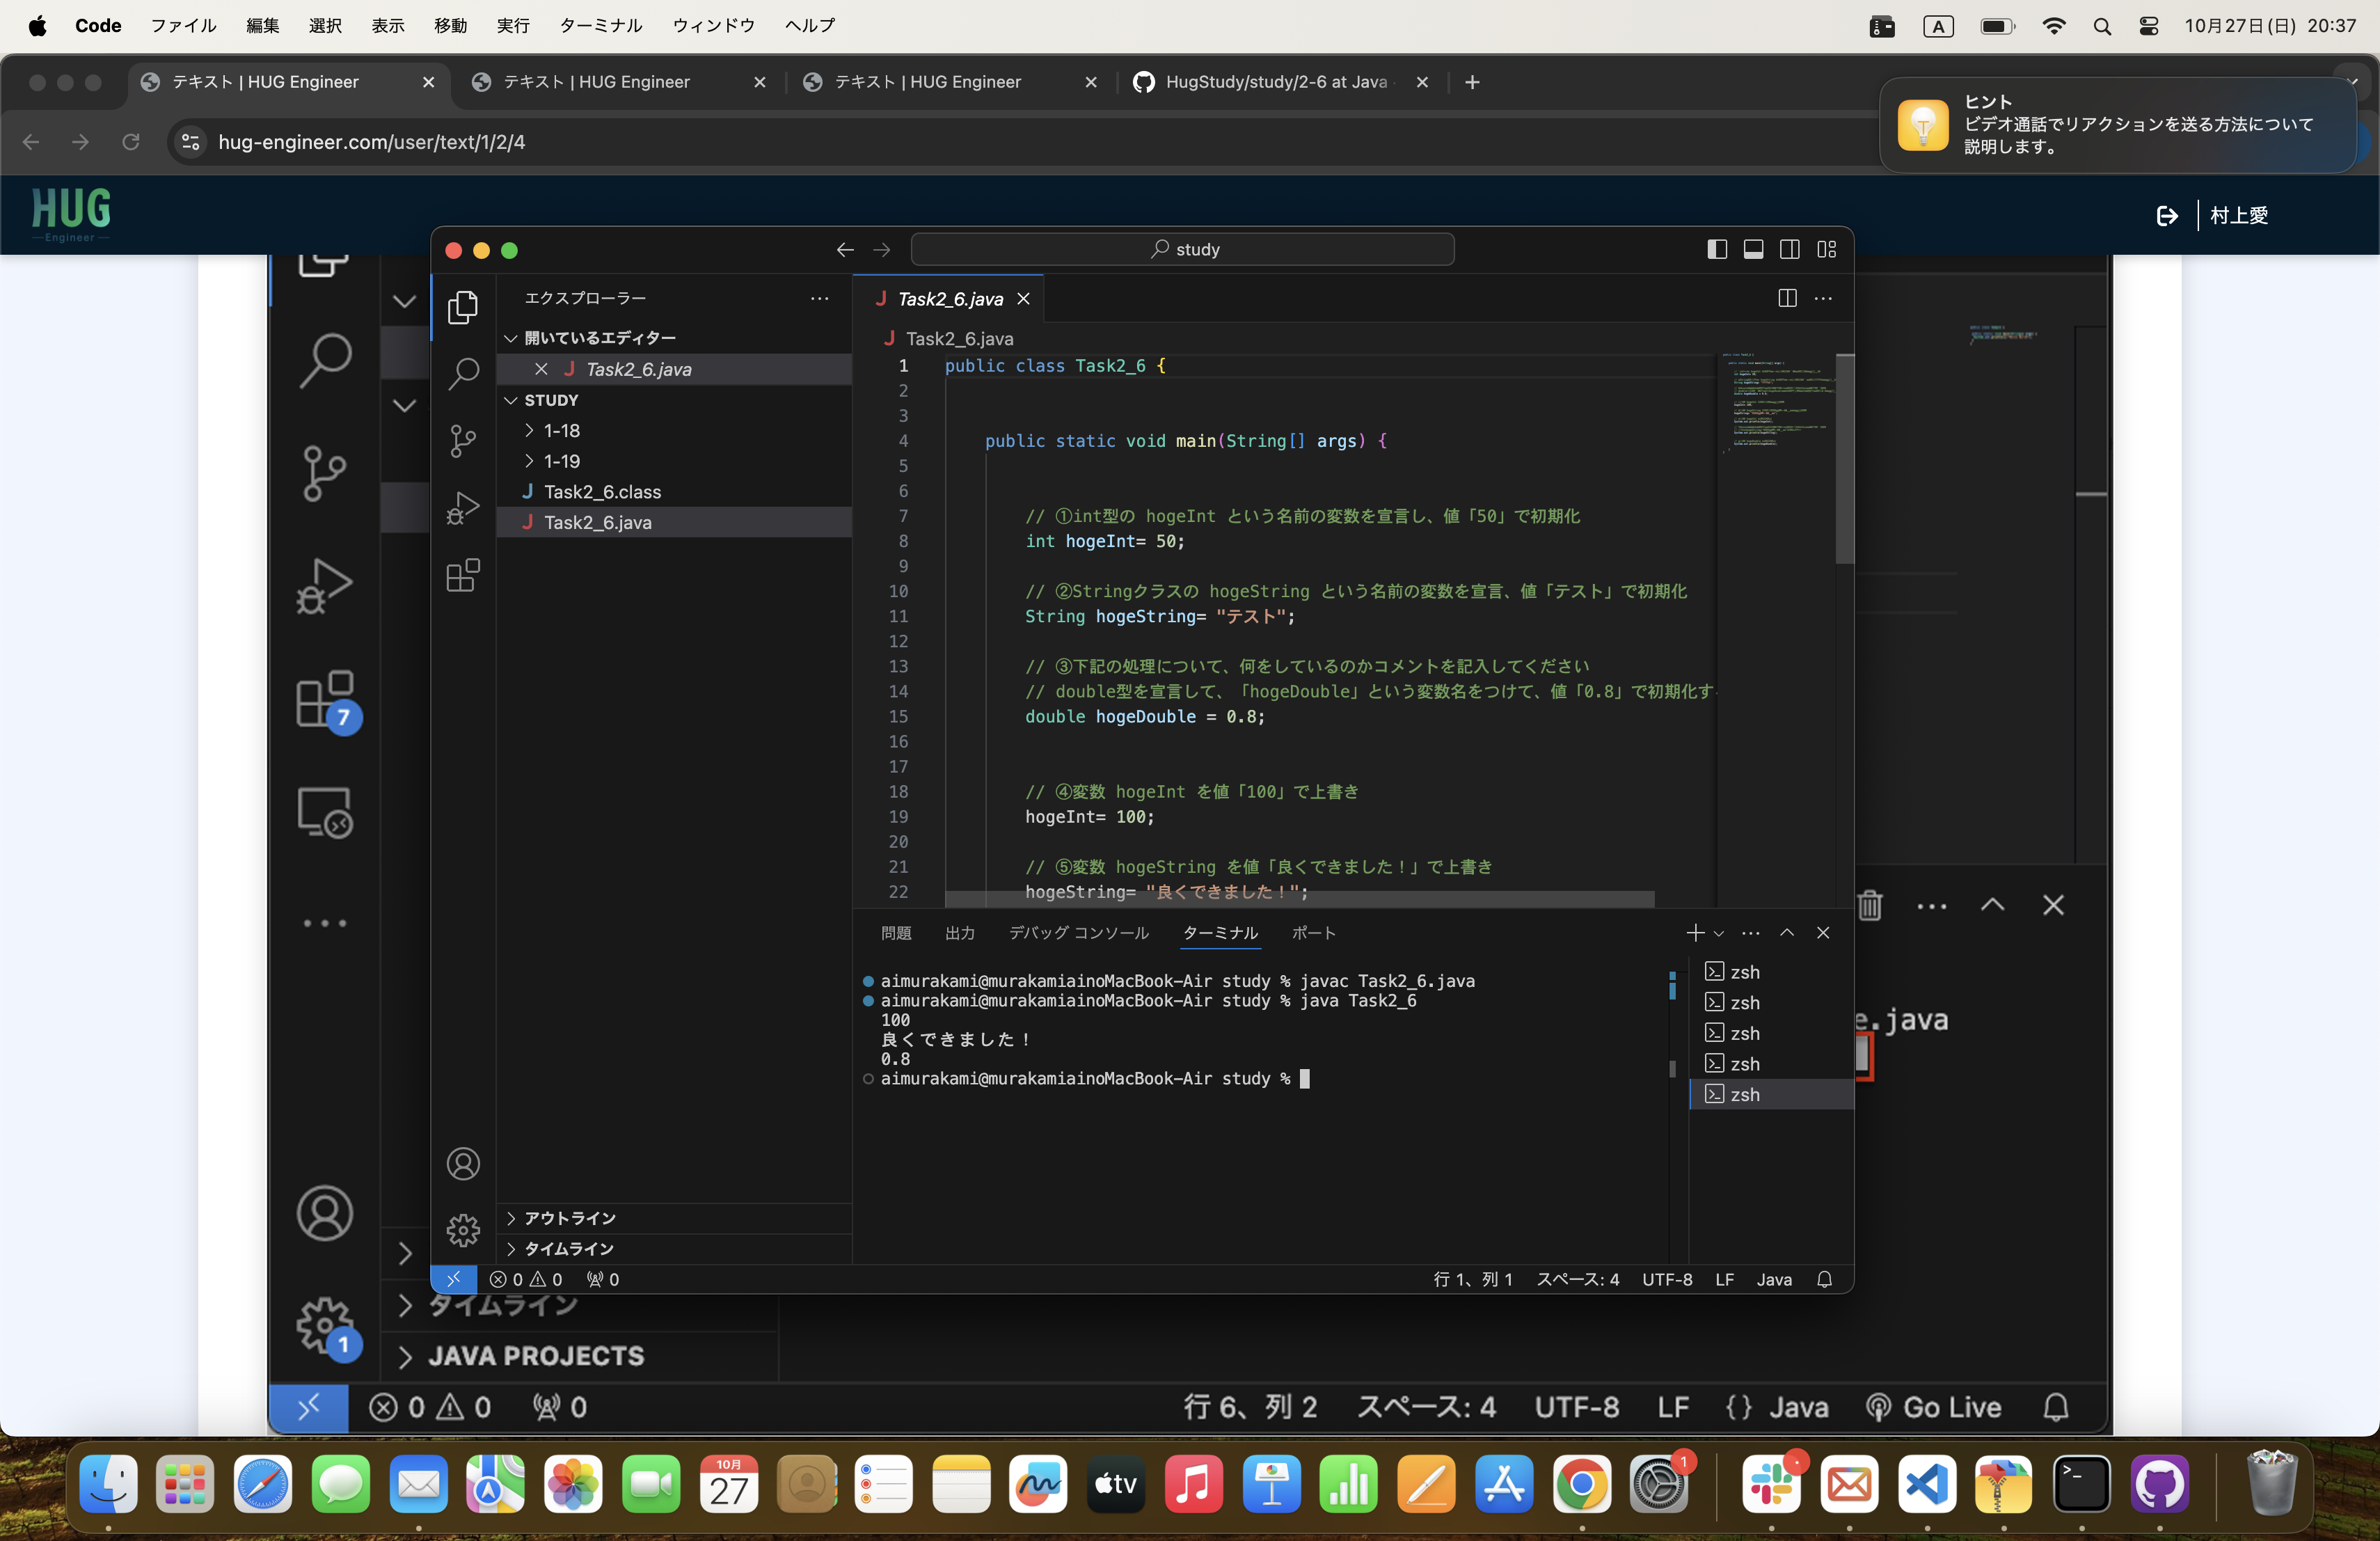 Code ファイル 編集 選択 表示 移動 実行 ターミナル ウィンドウ ヘルプ A 10月27日(日) 20:37
テキスト | HUG Engineer テキスト | HUG Engineer テキスト | HUG Engineer HugStudy/study/2-6 at Java
ヒント
ビデオ通話でリアクションを送る方法について
説明します。
hug-engineer.com/user/text/1/2/4
HUG
Engineer
村上愛
study
エクスプローラー
開いているエディター
Task2_6.java
STUDY
1-18
1-19
Task2_6.class
Task2_6.java
アウトライン
タイムライン
Task2_6.java
Task2_6.java
1 public class Task2_6 {
2
3
4 public static void main(String[] args) {
5
6
7 // ①int型の hogeInt という名前の変数を宣言し、値「50」で初期化
8 int hogeInt= 50;
9
10 // ②Stringクラスの hogeString という名前の変数を宣言、値「テスト」で初期化
11 String hogeString= "テスト";
12
13 // ③下記の処理について、何をしているのかコメントを記入してください
14 // double型を宣言して、「hogeDouble」という変数名をつけて、値「0.8」で初期化す
15 double hogeDouble = 0.8;
16
17
18 // ④変数 hogeInt を値「100」で上書き
19 hogeInt= 100;
20
21 // ⑤変数 hogeString を値「良くできました！」で上書き
22 hogeString= "良くできました！";
問題 出力 デバッグ コンソール ターミナル ポート
aimurakami@murakamiainoMacBook-Air study % javac Task2_6.java
aimurakami@murakamiainoMacBook-Air study % java Task2_6
100
良くできました！
0.8
aimurakami@murakamiainoMacBook-Air study %
zsh
zsh
zsh
zsh
zsh
0 0 0 行 1、列 1 スペース: 4 UTF-8 LF Java
7
e.java
タイムライン
1
JAVA PROJECTS
0 0 0 行 6、列 2 スペース: 4 UTF-8 LF {} Java Go Live
10月
27
tv
1